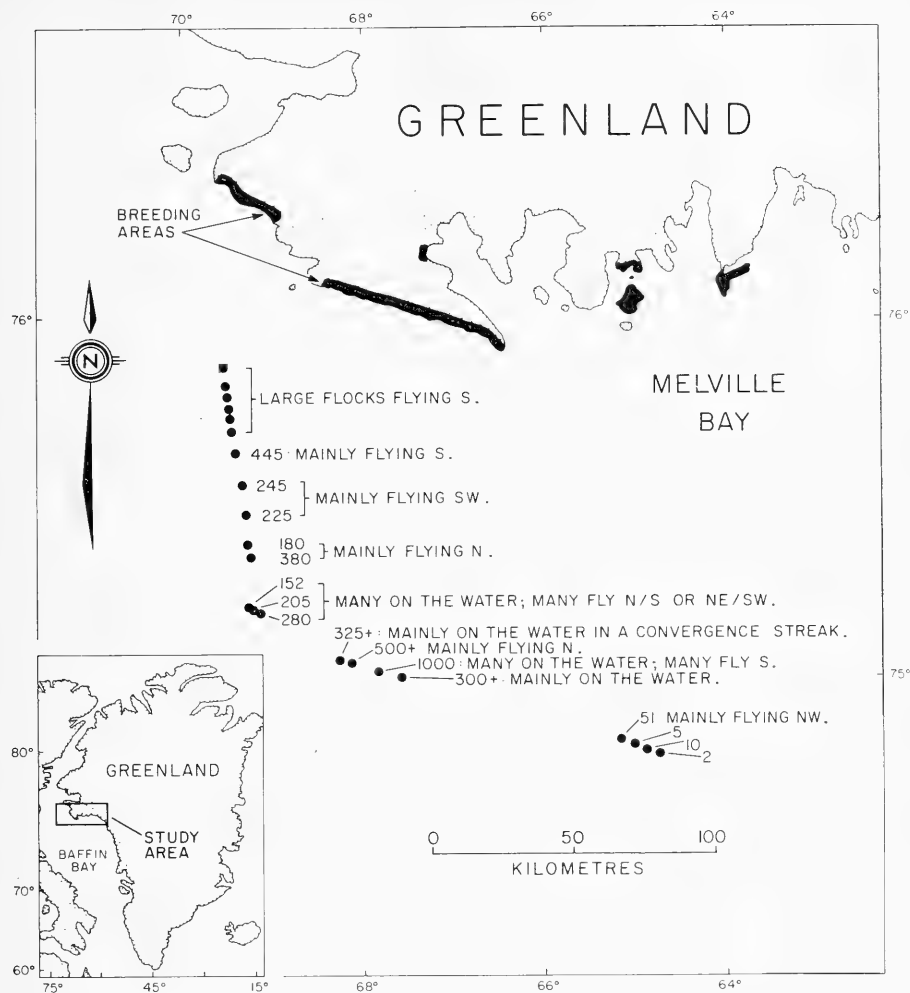 70° 68° 66° 64°
GREENLAND
BREEDING
AREAS
76° 76°
N
MELVILLE
BAY
LARGE FLOCKS FLYING S.
445: MAINLY FLYING S.
245
MAINLY FLYING SW.
225
180
MAINLY FLYING N.
380
152
205 MANY ON THE WATER; MANY FLY N/S OR NE/SW.
280
325+: MAINLY ON THE WATER IN A CONVERGENCE STREAK.
500+ MAINLY FLYING N.
1000: MANY ON THE WATER; MANY FLY S.
300+ MAINLY ON THE WATER.
75°
51 MAINLY FLYING NW.
5
10
2
80°
GREENLAND
STUDY
AREA
BAFFIN
BAY
70°
60°
75° 45° 15°
0 50 100
KILOMETRES
68° 66° 64°